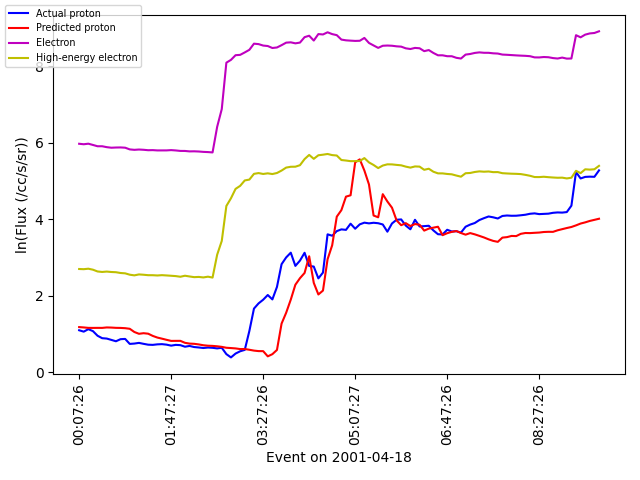 Actual proton
Predicted proton
Electron
High-energy electron
6
4
2
0
ln(Flux (/cc/s/sr))
00:07:26
01:47:27
03:27:26
05:07:27
06:47:26
08:27:26
Event on 2001-04-18